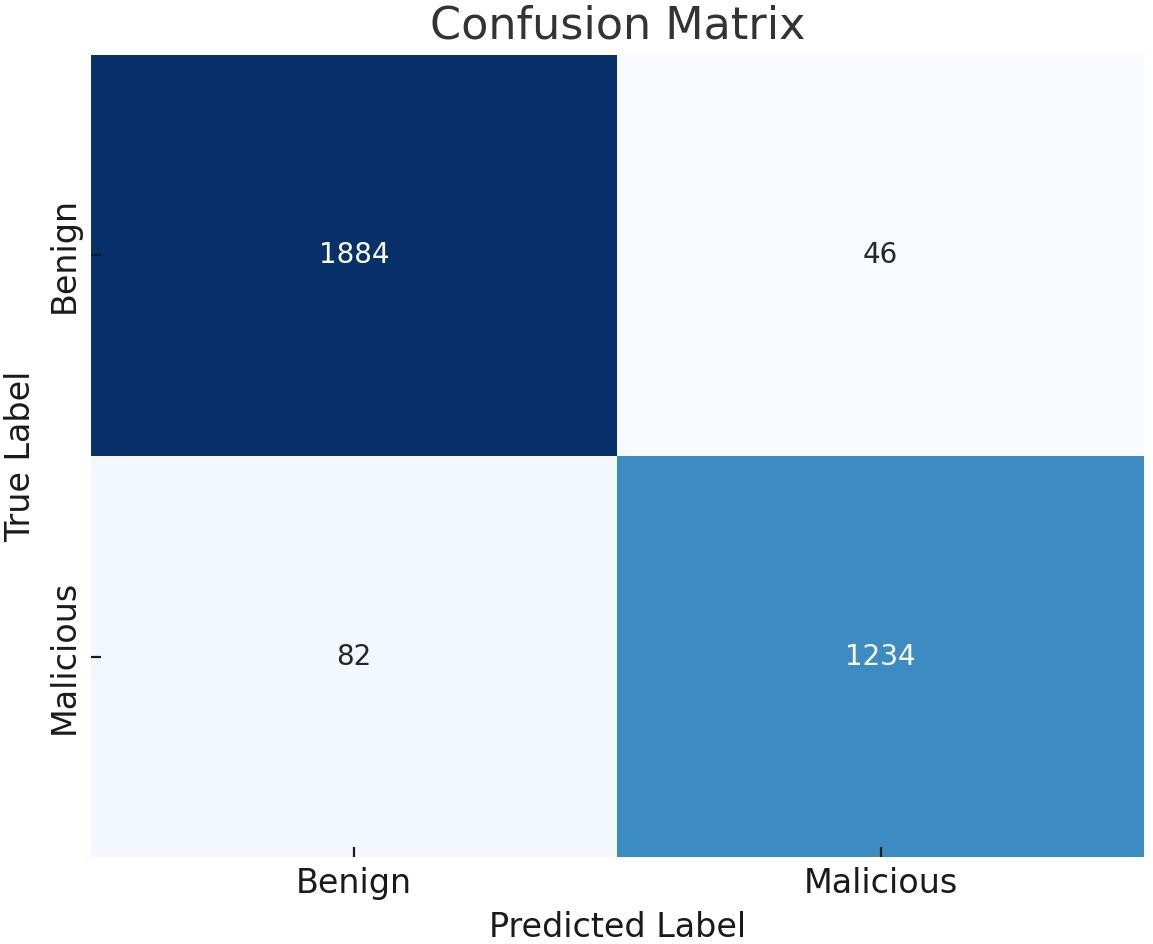 Confusion Matrix
Benign
1884
46
True Label
Malicious
82
1234
Benign
Malicious
Predicted Label